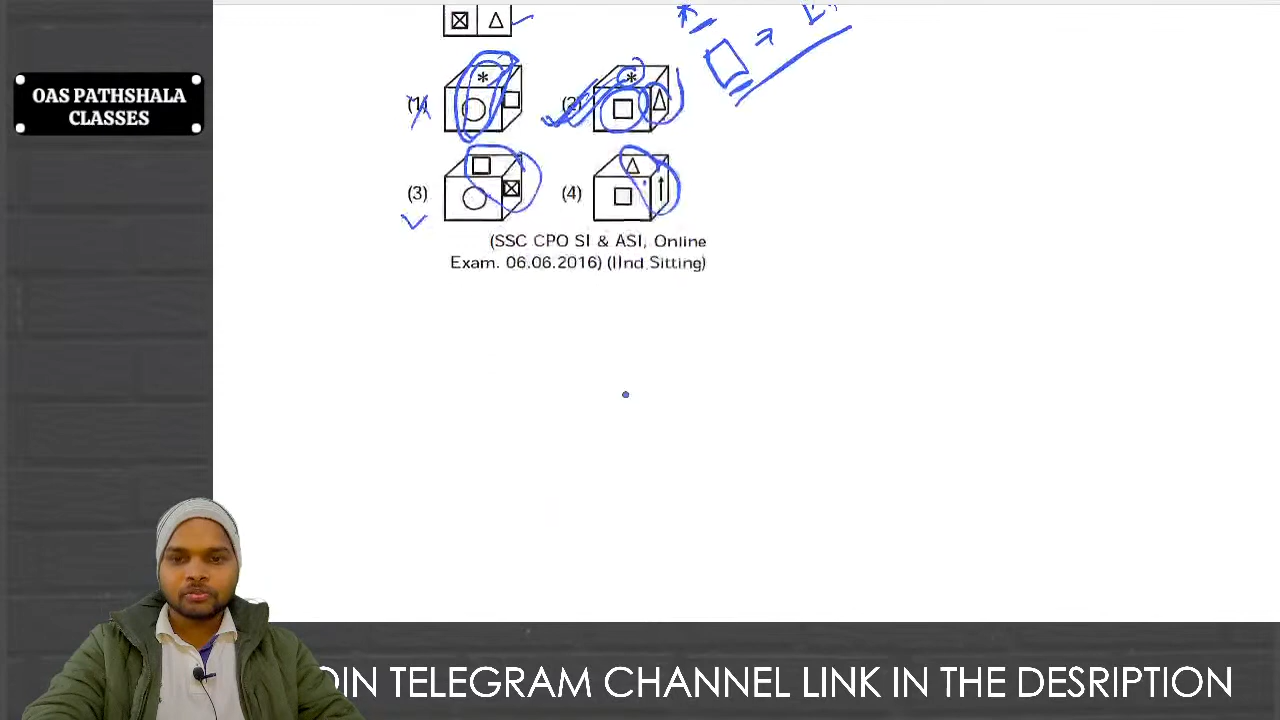 OAS PATHSHALA
CLASSES
(1)
(2)
(3)
(4)
(SSC CPO SI & ASI, Online
Exam. 06.06.2016) (IInd Sitting)
OIN TELEGRAM CHANNEL LINK IN THE DESRIPTION